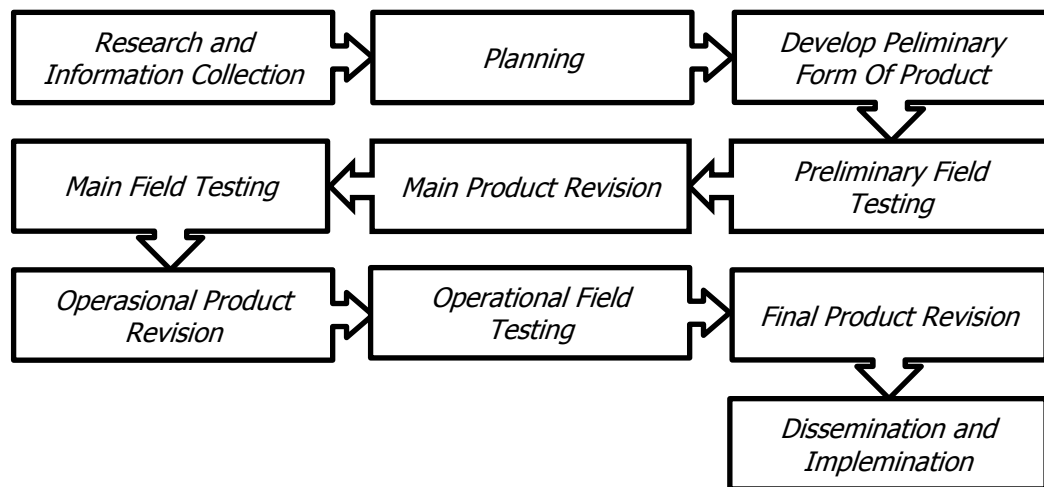 Research and
Information Collection
Planning
Develop Peliminary
Form Of Product
Preliminary Field
Testing
Main Product Revision
Main Field Testing
Operasional Product
Revision
Operational Field
Testing
Final Product Revision
Dissemination and
Implemination